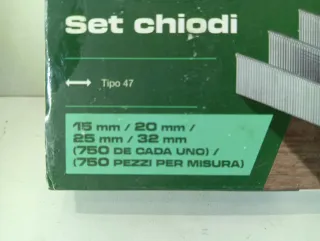 Set chiodi
Tipo 47
15 mm / 20 mm /
25 mm / 32 mm
(750 DE CADA UNO) /
(750 PEZZI PER MISURA)